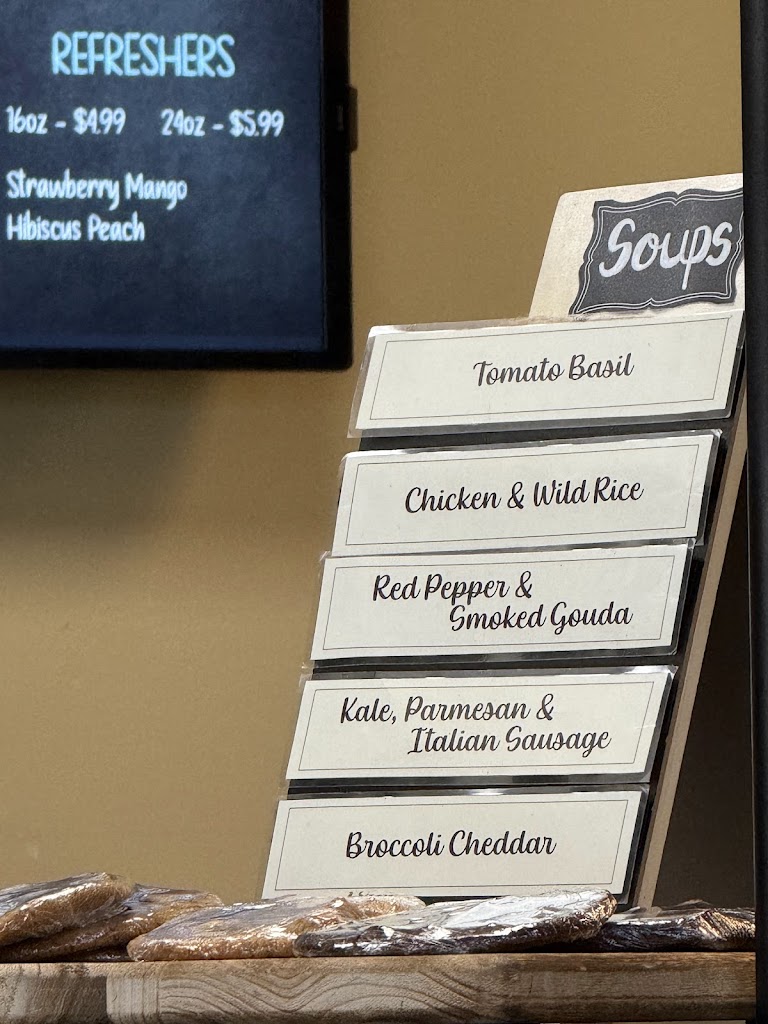 REFRESHERS
16oz - $4.99 24oz - $5.99
Strawberry Mango
Hibiscus Peach
Soups
Tomato Basil
Chicken & Wild Rice
Red Pepper &
Smoked Gouda
Kale, Parmesan &
Italian Sausage
Broccoli Cheddar